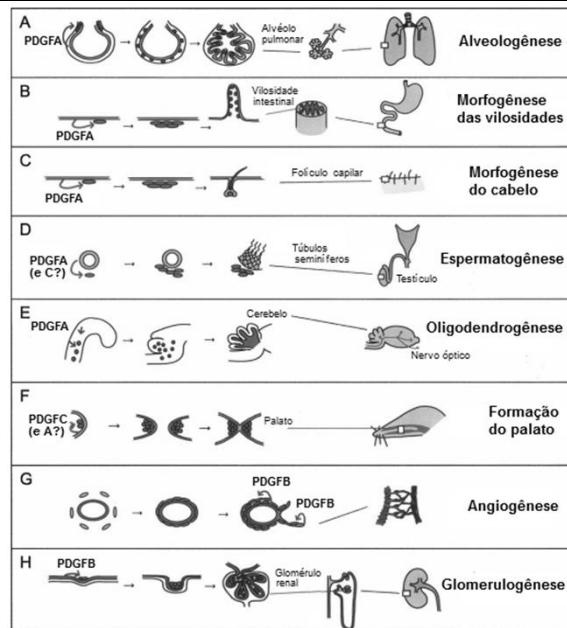 A
PDGFA
Alvéolo
pulmonar
Alveologênese
B
PDGFA
Vilosidade
intestinal
Morfogênese
das vilosidades
C
PDGFA
Folículo capilar
Morfogênese
do cabelo
D
PDGFA
(e C?)
Túbulos
seminíferos
Testículo
Espermatogênese
E
PDGFA
Cerebelo
Nervo óptico
Oligodendrogênese
F
PDGFC
(e A?)
Palato
Formação
do palato
G
PDGFB
PDGFB
Angiogênese
H
PDGFB
Glomérulo
renal
Glomerulogênese